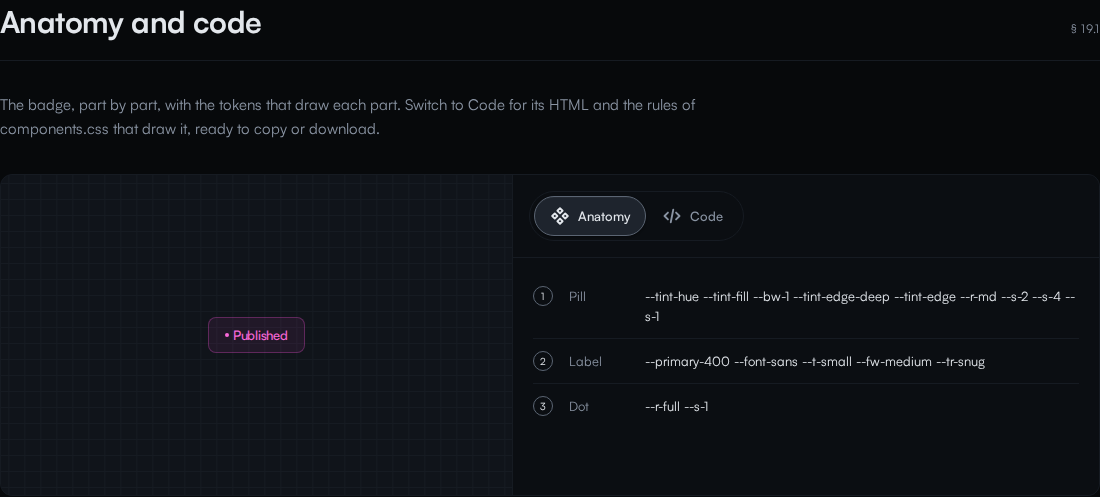 Anatomy and code
§ 19.1
The badge, part by part, with the tokens that draw each part. Switch to Code for its HTML and the rules of
components.css that draw it, ready to copy or download.
Anatomy
Code
• Published
1 Pill --tint-hue --tint-fill --bw-1 --tint-edge-deep --tint-edge --r-md --s-2 --s-4 --
s-1
2 Label --primary-400 --font-sans --t-small --fw-medium --tr-snug
3 Dot --r-full --s-1